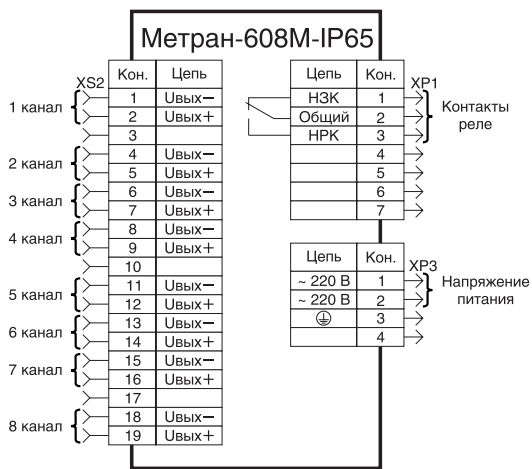 Метран-608М-IP65
XS2
Кон. Цепь
1 канал
1 Uвых−
2 Uвых+
3
2 канал
4 Uвых−
5 Uвых+
3 канал
6 Uвых−
7 Uвых+
4 канал
8 Uвых−
9 Uвых+
10
5 канал
11 Uвых−
12 Uвых+
6 канал
13 Uвых−
14 Uвых+
7 канал
15 Uвых−
16 Uвых+
17
8 канал
18 Uвых−
19 Uвых+
Цепь Кон.
XP1
НЗК 1
Общий 2
НРК 3
Контакты
реле
4
5
6
7
Цепь Кон.
XP3
~ 220 В 1
~ 220 В 2
Напряжение
питания
3
4